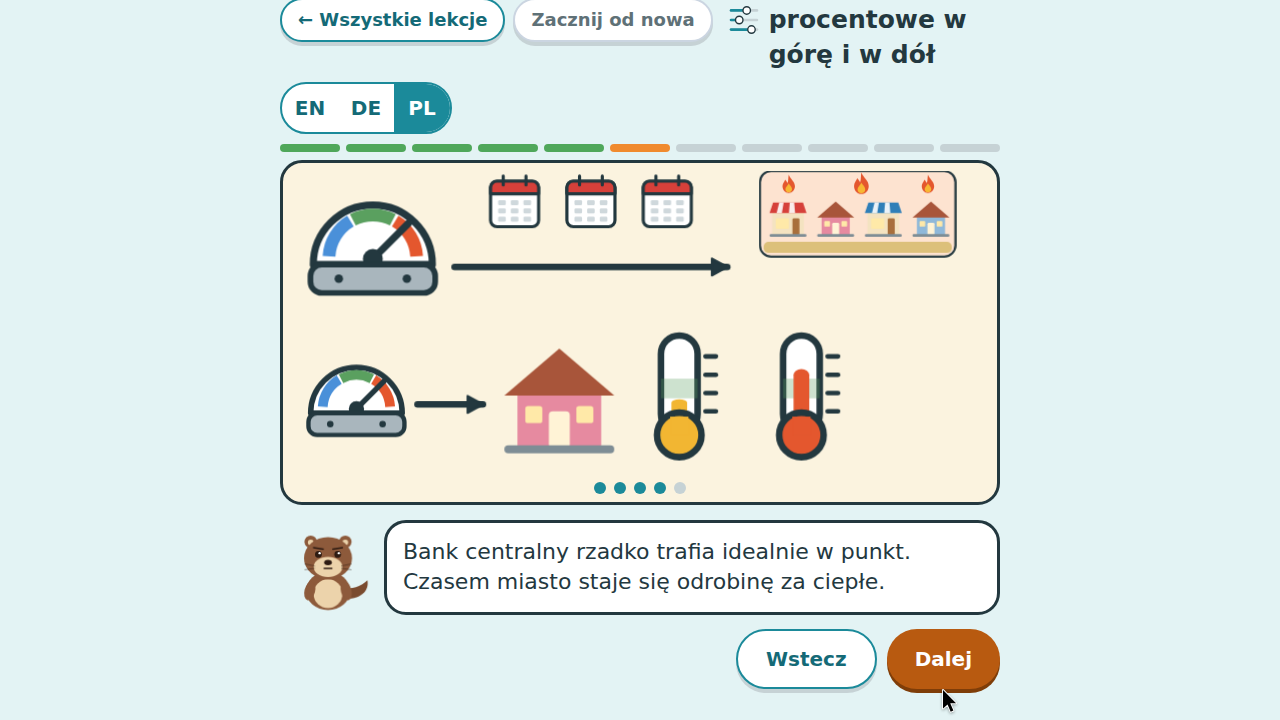 ← Wszystkie lekcje
Zacznij od nowa
procentowe w
górę i w dół
EN DE PL
Bank centralny rzadko trafia idealnie w punkt.
Czasem miasto staje się odrobinę za ciepłe.
Wstecz
Dalej